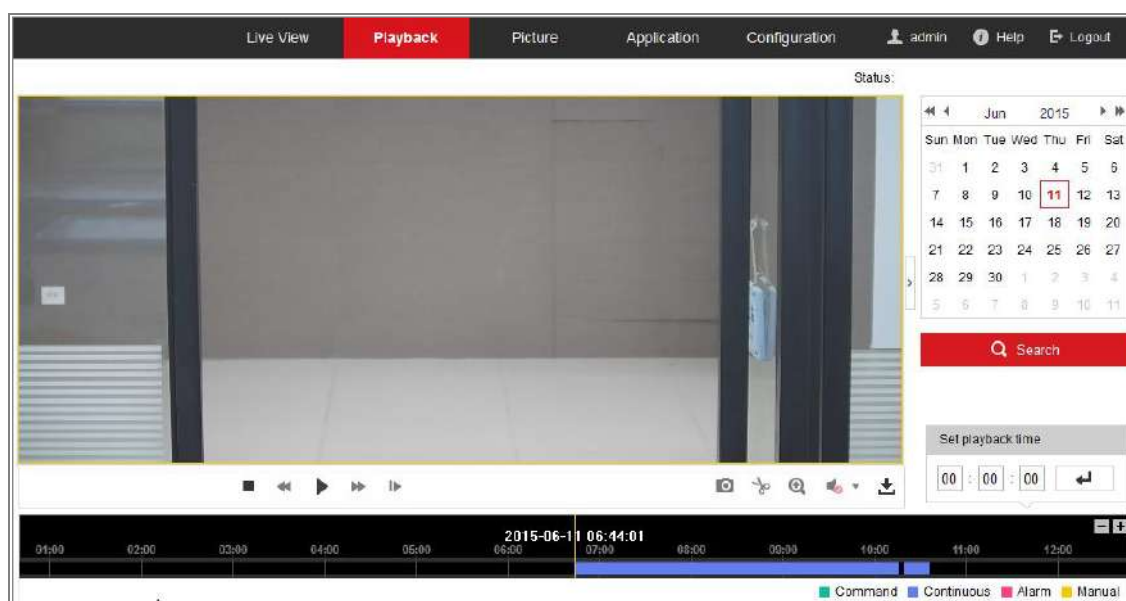 Live View Playback Picture Application Configuration admin Help Logout
Status:
Jun 2015
Sun Mon Tue Wed Thu Fri Sat
31 1 2 3 4 5 6
7 8 9 10 11 12 13
14 15 16 17 18 19 20
21 22 23 24 25 26 27
28 29 30 1 2 3 4
5 6 7 8 9 10 11
Search
Set playback time
00 : 00 : 00
2015-06-11 06:44:01
01:00 02:00 03:00 04:00 05:00 06:00 07:00 08:00 09:00 10:00 11:00 12:00
Command Continuous Alarm Manual